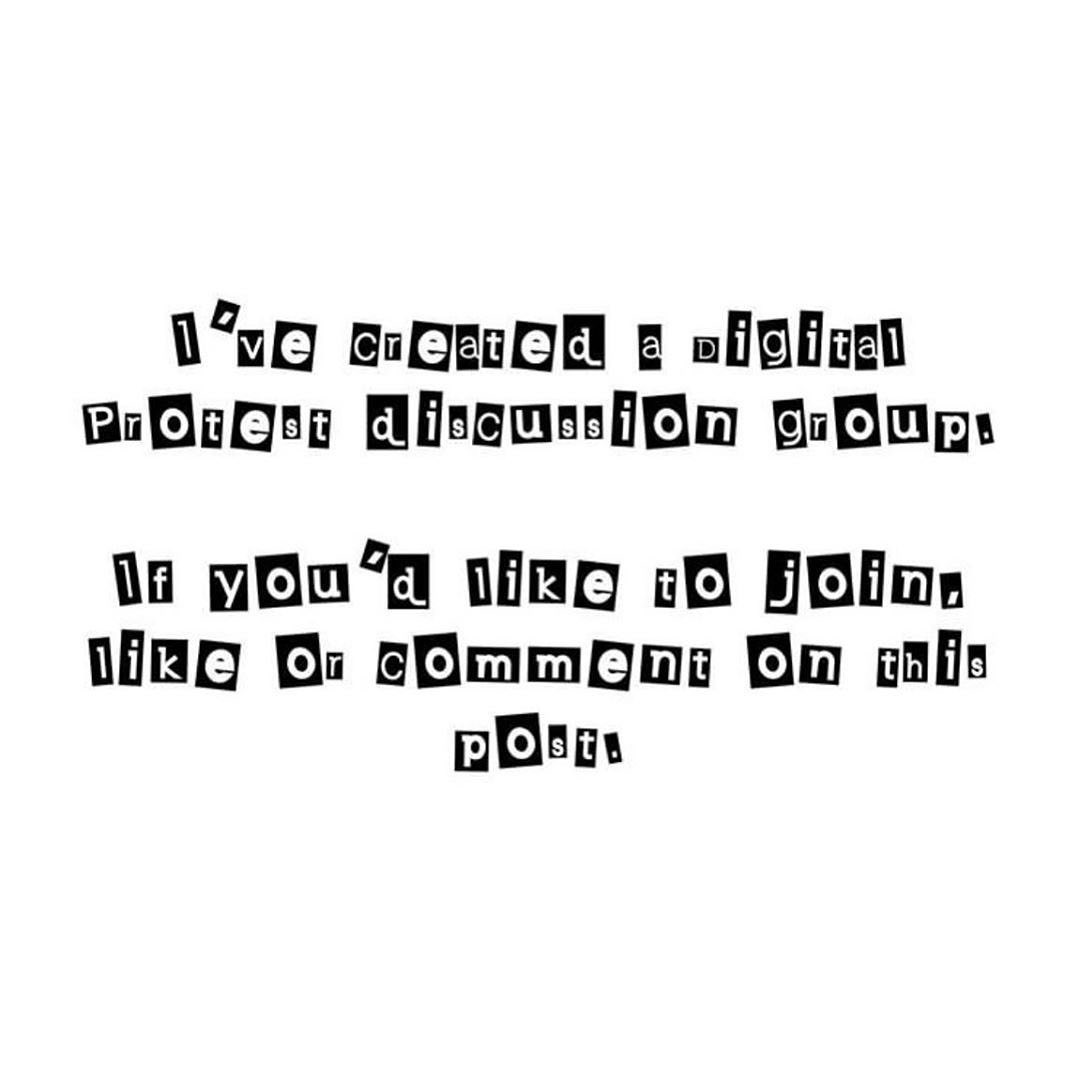 I've created a Digital
Protest discussion group.
If you'd like to join,
like or comment on this
post.